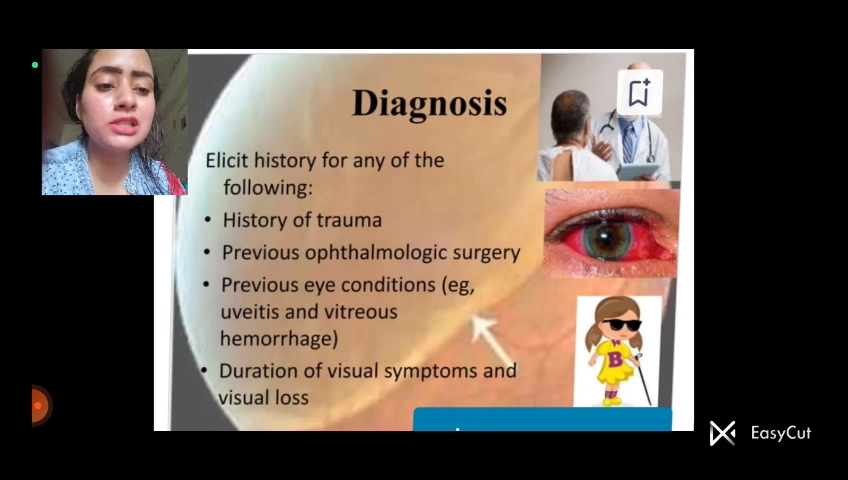 Diagnosis
Elicit history for any of the
following:
• History of trauma
• Previous ophthalmologic surgery
• Previous eye conditions (eg,
uveitis and vitreous
hemorrhage)
• Duration of visual symptoms and
visual loss
B
EasyCut